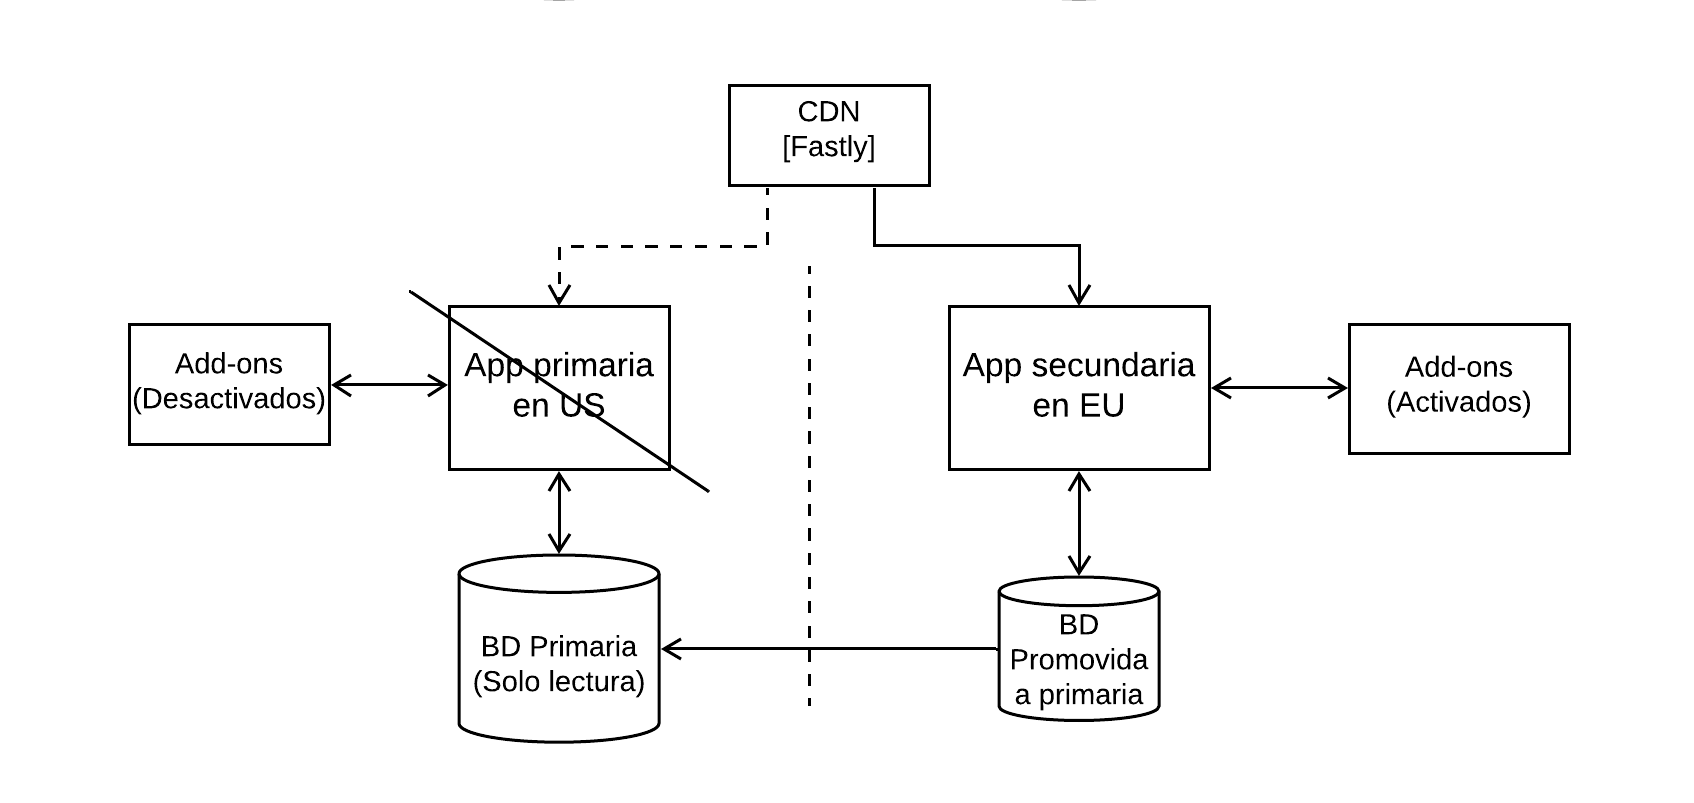 CDN
[Fastly]
Add-ons
(Desactivados)
App primaria
en US
App secundaria
en EU
Add-ons
(Activados)
BD Primaria
(Solo lectura)
BD
Promovida
a primaria